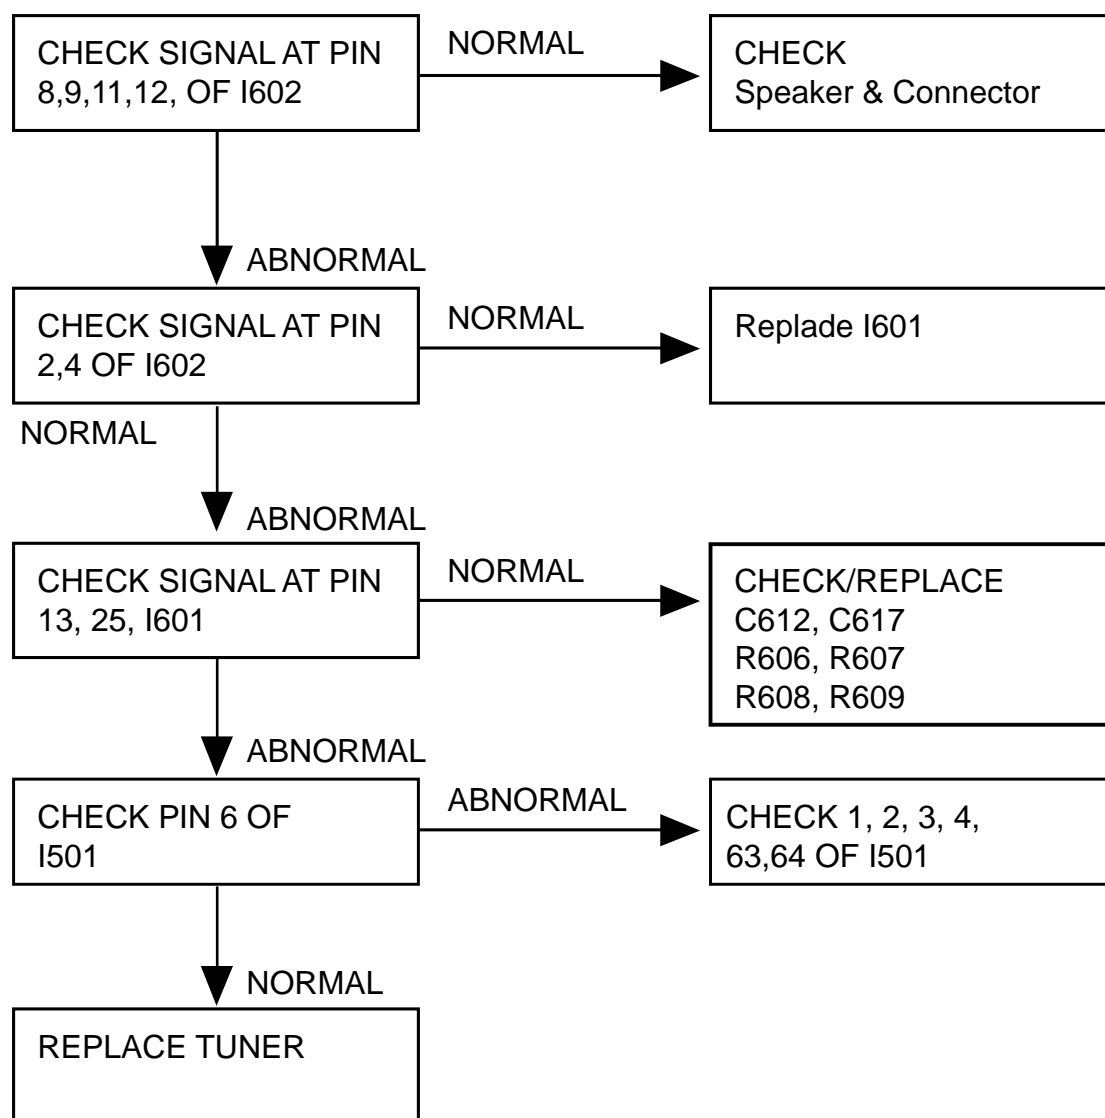 CHECK SIGNAL AT PIN
8,9,11,12, OF I602
NORMAL
CHECK
Speaker & Connector
ABNORMAL
CHECK SIGNAL AT PIN
2,4 OF I602
NORMAL
Replade I601
NORMAL
ABNORMAL
CHECK SIGNAL AT PIN
13, 25, I601
NORMAL
CHECK/REPLACE
C612, C617
R606, R607
R608, R609
ABNORMAL
CHECK PIN 6 OF
I501
ABNORMAL
CHECK 1, 2, 3, 4,
63,64 OF I501
NORMAL
REPLACE TUNER